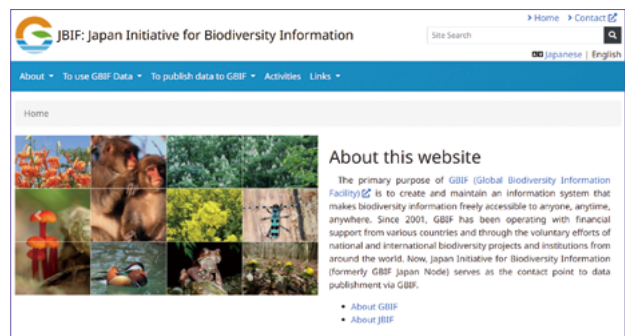 Home Contact
JBIF: Japan Initiative for Biodiversity Information
Site Search
Japanese | English
About To use GBIF Data To publish data to GBIF Activities Links
Home
About this website
The primary purpose of GBIF (Global Biodiversity Information
Facility) is to create and maintain an information system that
makes biodiversity information freely accessible to anyone, anytime,
anywhere. Since 2001, GBIF has been operating with financial
support from various countries and through the voluntary efforts of
national and international biodiversity projects and institutions from
around the world. Now, Japan Initiative for Biodiversity Information
(formerly GBIF Japan Node) serves as the contact point to data
publishment via GBIF.
• About GBIF
• About JBIF